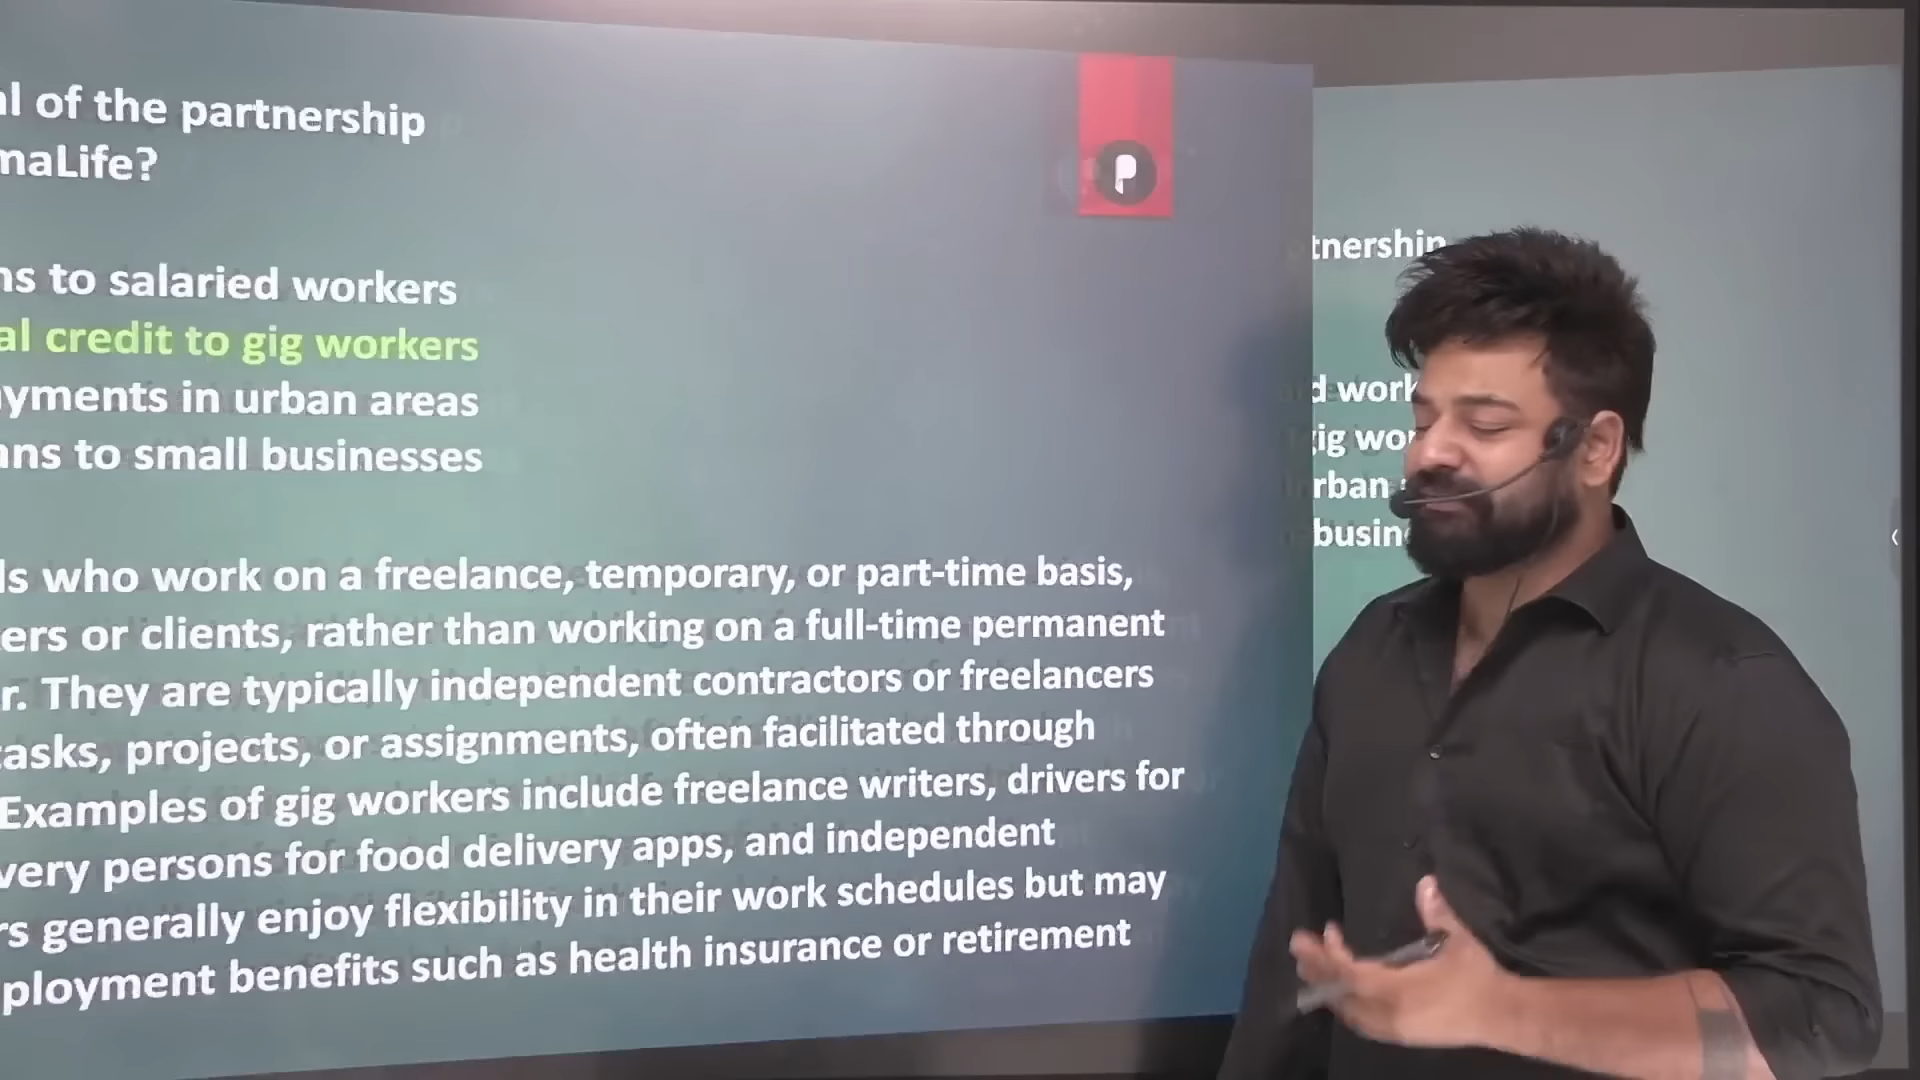 al of the partnership
maLife?
ns to salaried workers
al credit to gig workers
ayments in urban areas
ans to small businesses
ls who work on a freelance, temporary, or part-time basis,
ers or clients, rather than working on a full-time permanent
r. They are typically independent contractors or freelancers
tasks, projects, or assignments, often facilitated through
Examples of gig workers include freelance writers, drivers for
very persons for food delivery apps, and independent
rs generally enjoy flexibility in their work schedules but may
ployment benefits such as health insurance or retirement
P
tnership
d work
gig wor
rban
busin